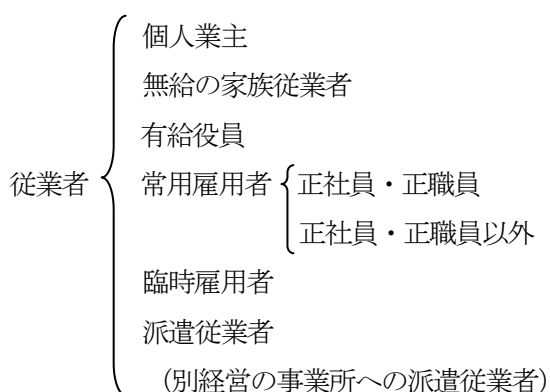 個人業主
無給の家族従業者
有給役員
従業者
常用雇用者
正社員・正職員
正社員・正職員以外
臨時雇用者
派遣従業者
（別経営の事業所への派遣従業者）